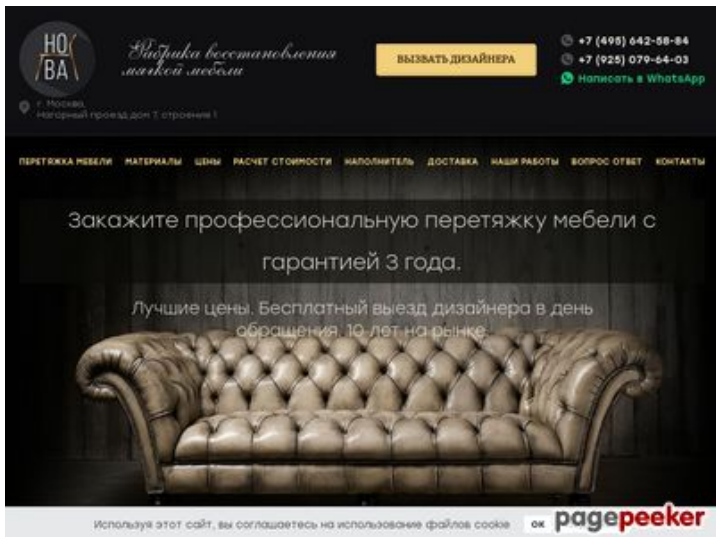 НО
ВА
Фабрика восстановления
мягкой мебели
ВЫЗВАТЬ ДИЗАЙНЕРА
+7 (495) 642-58-84
+7 (925) 079-64-03
Написать в WhatsApp
г. Москва,
Нагорный проезд дом 7, строение 1
ПЕРЕТЯЖКА МЕБЕЛИ МАТЕРИАЛЫ ЦЕНЫ РАСЧЕТ СТОИМОСТИ НАПОЛНИТЕЛЬ ДОСТАВКА НАШИ РАБОТЫ ВОПРОС ОТВЕТ КОНТАКТЫ
Закажите профессиональную перетяжку мебели с
гарантией 3 года.
Лучшие цены. Бесплатный выезд дизайнера в день
обращения. 10 лет на рынке.
Используя этот сайт, вы соглашаетесь на использование файлов cookie ОК
pagepeeker